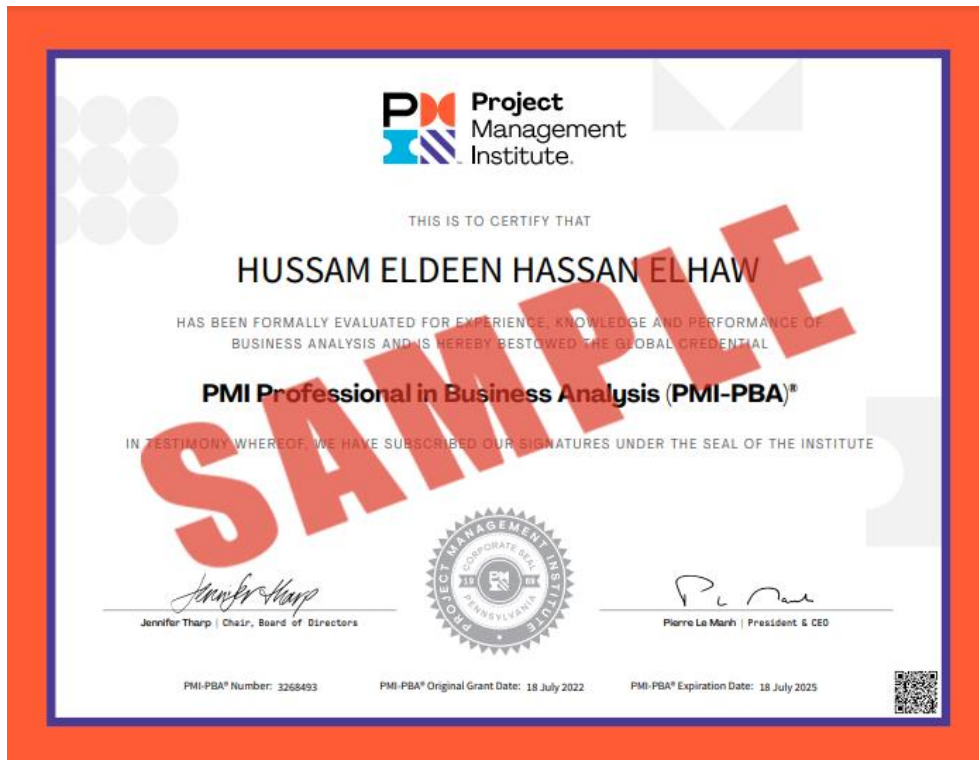 PM
Project
Management
Institute.
THIS IS TO CERTIFY THAT
HUSSAM ELDEEN HASSAN ELHAW
HAS BEEN FORMALLY EVALUATED FOR EXPERIENCE, KNOWLEDGE AND PERFORMANCE OF
BUSINESS ANALYSIS AND IS HEREBY BESTOWED THE GLOBAL CREDENTIAL
PMI Professional in Business Analysis (PMI-PBA)®
IN TESTIMONY WHEREOF, WE HAVE SUBSCRIBED OUR SIGNATURES UNDER THE SEAL OF THE INSTITUTE
SAMPLE
PROJECT MANAGEMENT INSTITUTE
CORPORATE SEAL
1969
PENNSYLVANIA
Jennifer Tharp
Jennifer Tharp | Chair, Board of Directors
Pierre Le Manh | President & CEO
PMI-PBA® Number: 3268493
PMI-PBA® Original Grant Date: 18 July 2022
PMI-PBA® Expiration Date: 18 July 2025